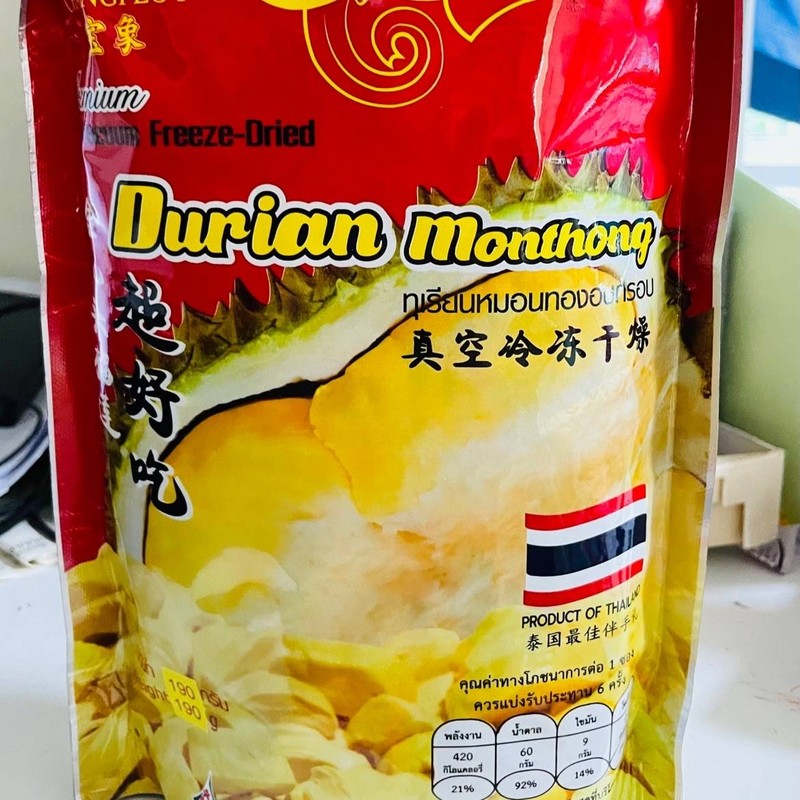 宝象
Freeze-Dried
Durian Monthong
ทุเรียนหมอนทองอบกรอบ
真空冷冻干燥
超好吃
PRODUCT OF THAILAND
泰国最佳伴手礼
190 กรัม
190 g
คุณค่าทางโภชนาการต่อ 1 ซอง
ควรแบ่งรับประทาน 6 ครั้ง
พลังงาน น้ำตาล ไขมัน
420 60 9
กิโลแคลอรี่ กรัม กรัม
21% 92% 14%